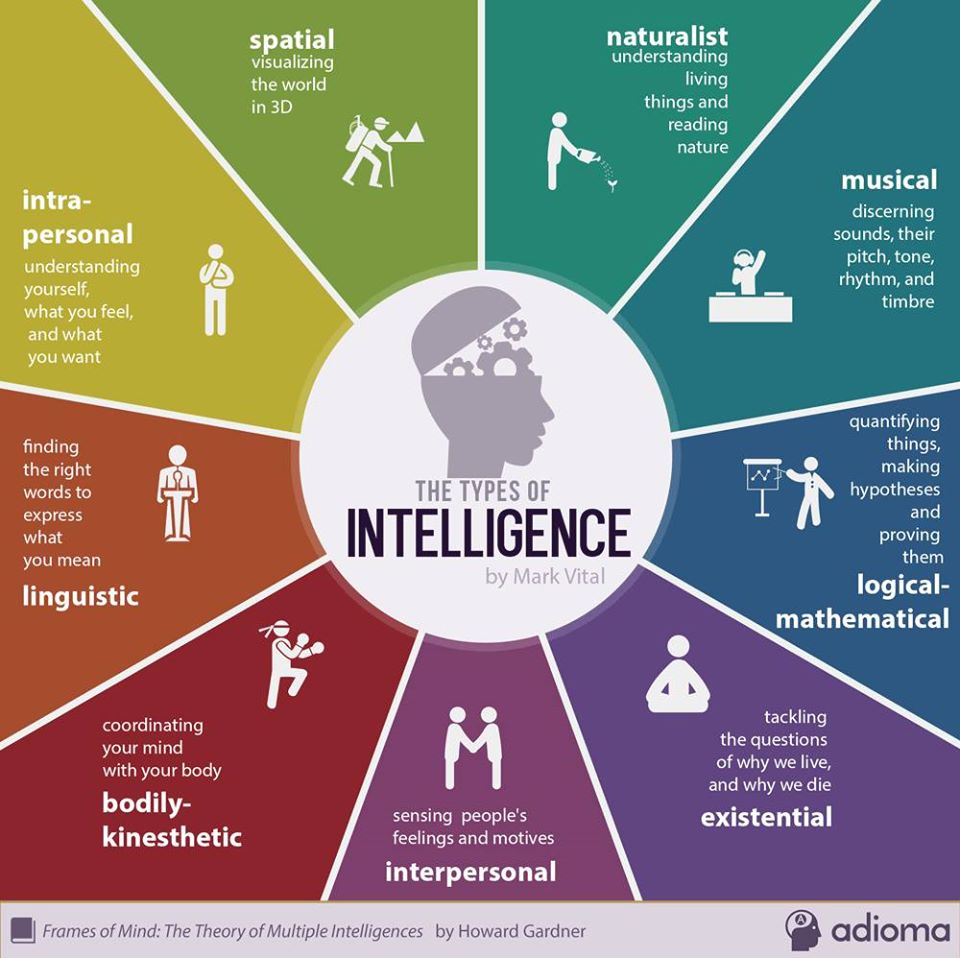 spatial
visualizing
the world
in 3D
naturalist
understanding
living
things and
reading
nature
musical
discerning
sounds, their
pitch, tone,
rhythm, and
timbre
intra-
personal
understanding
yourself,
what you feel,
and what
you want
THE TYPES OF
INTELLIGENCE
by Mark Vital
quantifying
things,
making
hypotheses
and
proving
them
logical-
mathematical
finding
the right
words to
express
what
you mean
linguistic
coordinating
your mind
with your body
bodily-
kinesthetic
sensing people's
feelings and motives
interpersonal
tackling
the questions
of why we live,
and why we die
existential
Frames of Mind: The Theory of Multiple Intelligences by Howard Gardner
A adioma